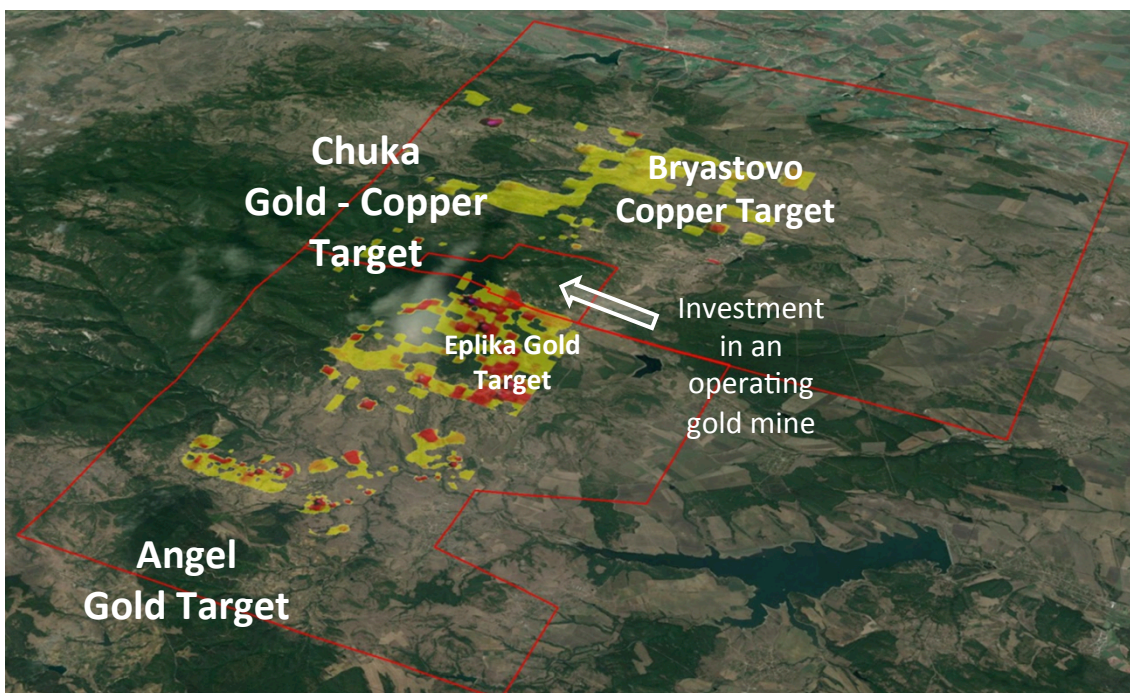 Chuka
Gold - Copper
Target
Bryastovo
Copper Target
Eplika Gold
Target
Investment
in an
operating
gold mine
Angel
Gold Target